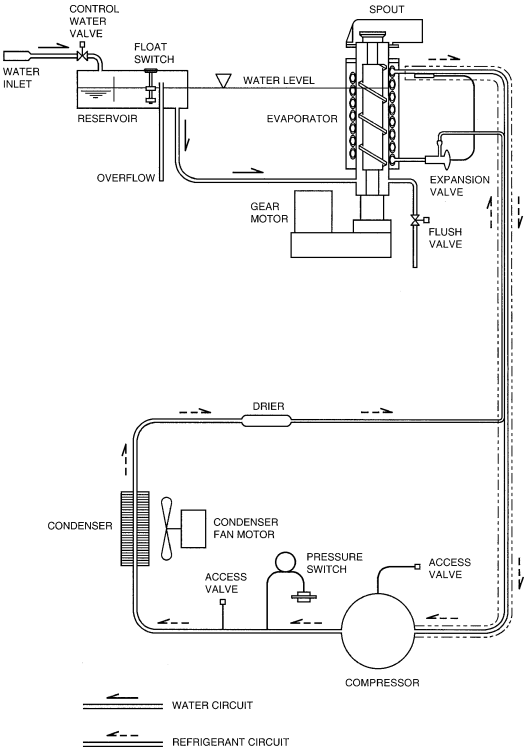 CONTROL
WATER
VALVE
SPOUT
FLOAT
SWITCH
WATER
INLET
WATER LEVEL
RESERVOIR
EVAPORATOR
OVERFLOW
EXPANSION
VALVE
GEAR
MOTOR
FLUSH
VALVE
DRIER
CONDENSER
CONDENSER
FAN MOTOR
PRESSURE
SWITCH
ACCESS
VALVE
ACCESS
VALVE
COMPRESSOR
WATER CIRCUIT
REFRIGERANT CIRCUIT